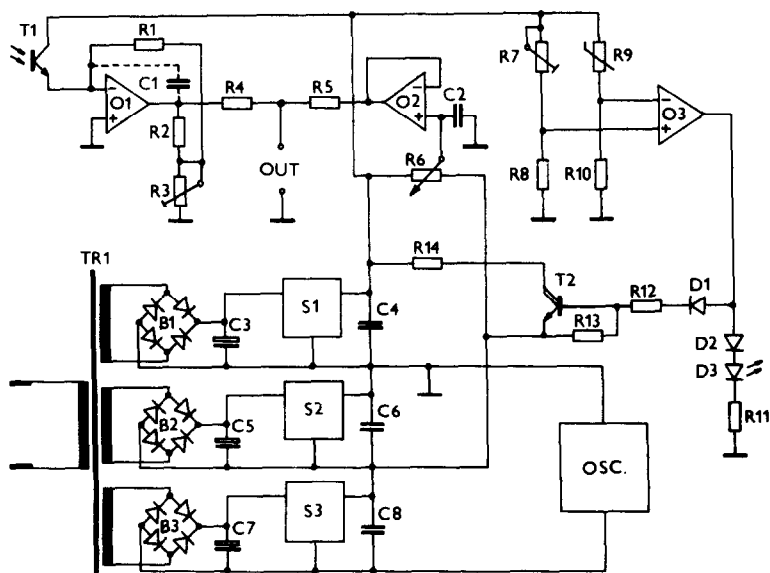 T1
R1
R7
R9
C1
O1
R4
R5
O2
C2
O3
R2
OUT
R6
R8
R10
R3
TR1
R14
T2
D1
B1
C3
S1
C4
R12
R13
D2
D3
B2
C5
S2
C6
R11
OSC.
B3
C7
S3
C8